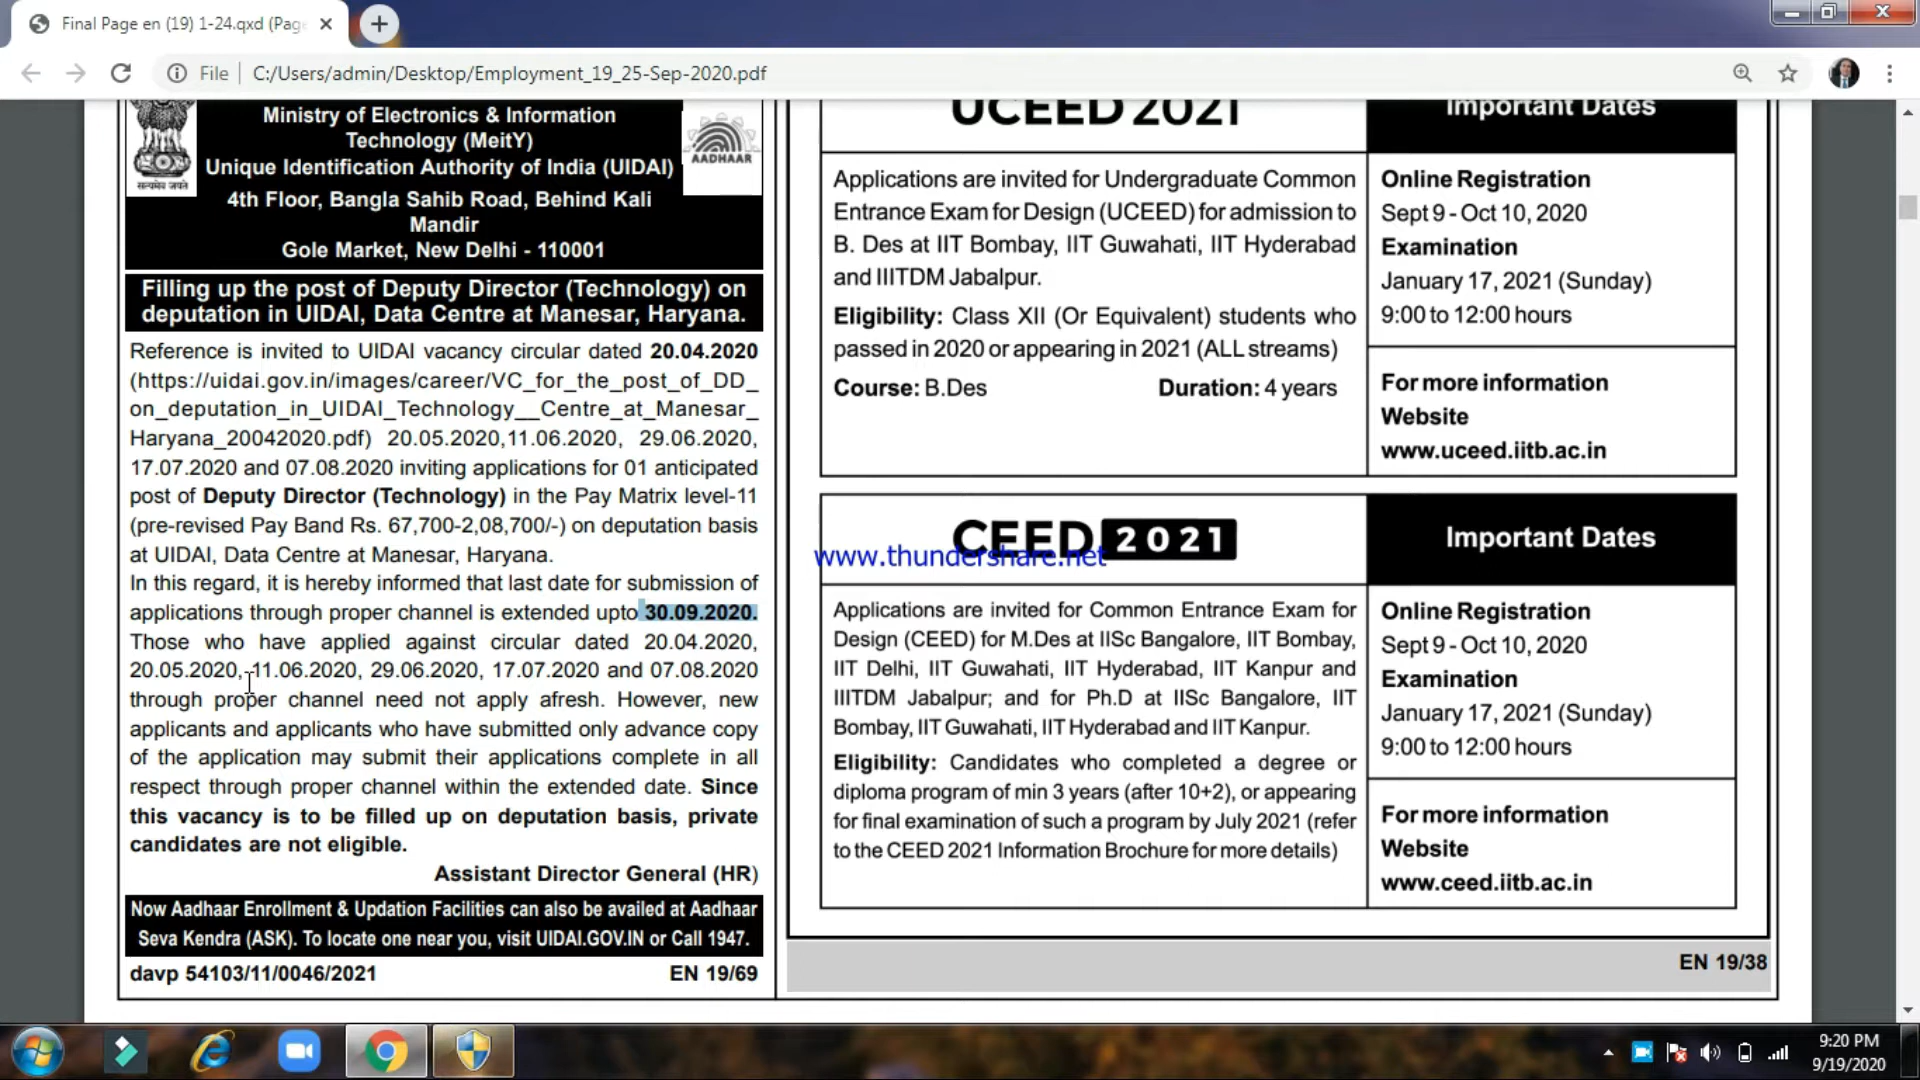 Final Page en (19) 1-24.qxd (Pag
File
C:/Users/admin/Desktop/Employment_19_25-Sep-2020.pdf
Ministry of Electronics & Information
Technology (MeitY)
Unique Identification Authority of India (UIDAI)
4th Floor, Bangla Sahib Road, Behind Kali
Mandir
Gole Market, New Delhi - 110001
सत्यमेव जयते
AADHAAR
Filling up the post of Deputy Director (Technology) on
deputation in UIDAI, Data Centre at Manesar, Haryana.
Reference is invited to UIDAI vacancy circular dated 20.04.2020
(https://uidai.gov.in/images/career/VC_for_the_post_of_DD_
on_deputation_in_UIDAI_Technology__Centre_at_Manesar_
Haryana_20042020.pdf) 20.05.2020,11.06.2020, 29.06.2020,
17.07.2020 and 07.08.2020 inviting applications for 01 anticipated
post of Deputy Director (Technology) in the Pay Matrix level-11
(pre-revised Pay Band Rs. 67,700-2,08,700/-) on deputation basis
at UIDAI, Data Centre at Manesar, Haryana.
In this regard, it is hereby informed that last date for submission of
applications through proper channel is extended upto 30.09.2020.
Those who have applied against circular dated 20.04.2020,
20.05.2020, 11.06.2020, 29.06.2020, 17.07.2020 and 07.08.2020
through proper channel need not apply afresh. However, new
applicants and applicants who have submitted only advance copy
of the application may submit their applications complete in all
respect through proper channel within the extended date. Since
this vacancy is to be filled up on deputation basis, private
candidates are not eligible.
Assistant Director General (HR)
Now Aadhaar Enrollment & Updation Facilities can also be availed at Aadhaar
Seva Kendra (ASK). To locate one near you, visit UIDAI.GOV.IN or Call 1947.
davp 54103/11/0046/2021
EN 19/69
UCEED 2021
Important Dates
Applications are invited for Undergraduate Common
Entrance Exam for Design (UCEED) for admission to
B. Des at IIT Bombay, IIT Guwahati, IIT Hyderabad
and IIITDM Jabalpur.
Eligibility: Class XII (Or Equivalent) students who
passed in 2020 or appearing in 2021 (ALL streams)
Course: B.Des
Duration: 4 years
Online Registration
Sept 9 - Oct 10, 2020
Examination
January 17, 2021 (Sunday)
9:00 to 12:00 hours
For more information
Website
www.uceed.iitb.ac.in
CEED 2021
www.thundershare.net
Important Dates
Applications are invited for Common Entrance Exam for
Design (CEED) for M.Des at IISc Bangalore, IIT Bombay,
IIT Delhi, IIT Guwahati, IIT Hyderabad, IIT Kanpur and
IIITDM Jabalpur; and for Ph.D at IISc Bangalore, IIT
Bombay, IIT Guwahati, IIT Hyderabad and IIT Kanpur.
Eligibility: Candidates who completed a degree or
diploma program of min 3 years (after 10+2), or appearing
for final examination of such a program by July 2021 (refer
to the CEED 2021 Information Brochure for more details)
Online Registration
Sept 9 - Oct 10, 2020
Examination
January 17, 2021 (Sunday)
9:00 to 12:00 hours
For more information
Website
www.ceed.iitb.ac.in
EN 19/38
9:20 PM
9/19/2020